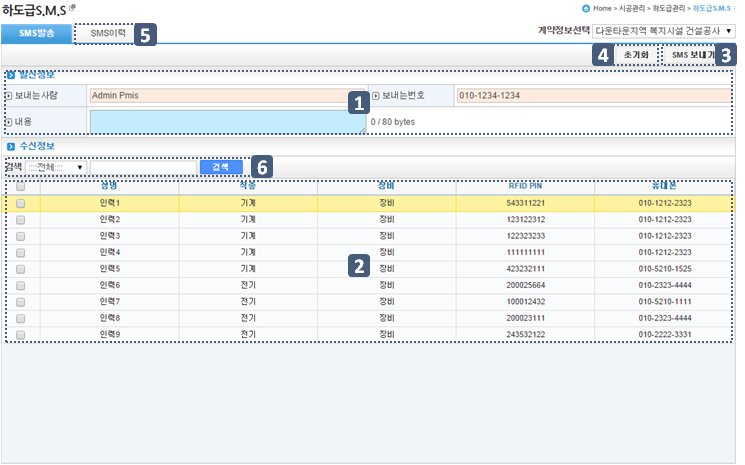 하도급S.M.S
Home > 시공관리 > 하도급관리 > 하도급S.M.S
SMS발송 SMS이력 5 계약정보선택 다운타운지역 복지시설 건설공사
4 초기화 SMS 보내기 3
발신정보
보내는사람 Admin Pmis 1 보내는번호 010-1234-1234
내용 0 / 80 bytes
수신정보
검색 ::::전체:::: 검색 6
성명 직종 장비 RFID PIN 휴대폰
인력1 기계 장비 543311221 010-1212-2323
인력2 기계 장비 123122312 010-1212-2323
인력3 기계 장비 122323233 010-1212-2323
인력4 기계 장비 111111111 010-1212-2323
인력5 기계 2 장비 423232111 010-5210-1525
인력6 전기 장비 200025664 010-2323-4444
인력7 전기 장비 100012432 010-5210-1111
인력8 전기 장비 200023111 010-2323-4444
인력9 전기 장비 243532122 010-2222-3331